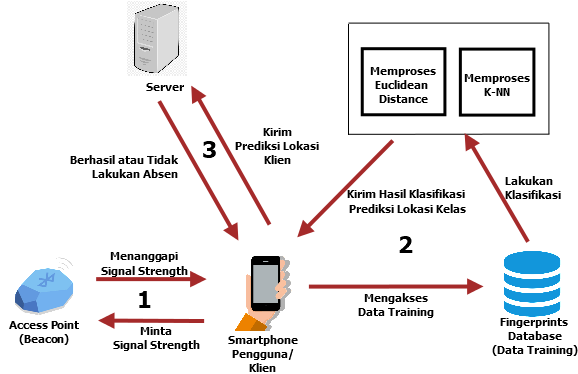 Server
Memproses
Euclidean
Distance
Memproses
K-NN
Berhasil atau Tidak
Lakukan Absen
3
Kirim
Prediksi Lokasi
Klien
Kirim Hasil Klasifikasi
Prediksi Lokasi Kelas
Lakukan
Klasifikasi
2
Menanggapi
Signal Strength
1
Minta
Signal Strength
Access Point
(Beacon)
Smartphone
Pengguna/
Klien
Mengakses
Data Training
Fingerprints
Database
(Data Training)